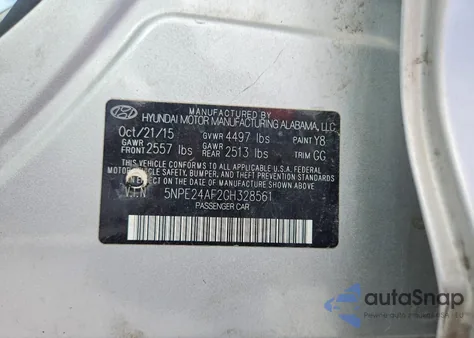 MANUFACTURED BY
HYUNDAI MOTOR MANUFACTURING ALABAMA, LLC
Oct/21/15 GVWR 4497 lbs PAINT Y8
GAWR FRONT 2557 lbs GAWR REAR 2513 lbs TRIM GG
THIS VEHICLE CONFORMS TO ALL APPLICABLE U.S.A. FEDERAL
MOTOR VEHICLE SAFETY, BUMPER, AND THEFT PREVENTION
STANDARDS IN EFFECT ON THE DATE OF MANUFACTURE SHOWN ABOVE.
V.I.N. 5NPE24AF2GH328561
PASSENGER CAR
autoSnap